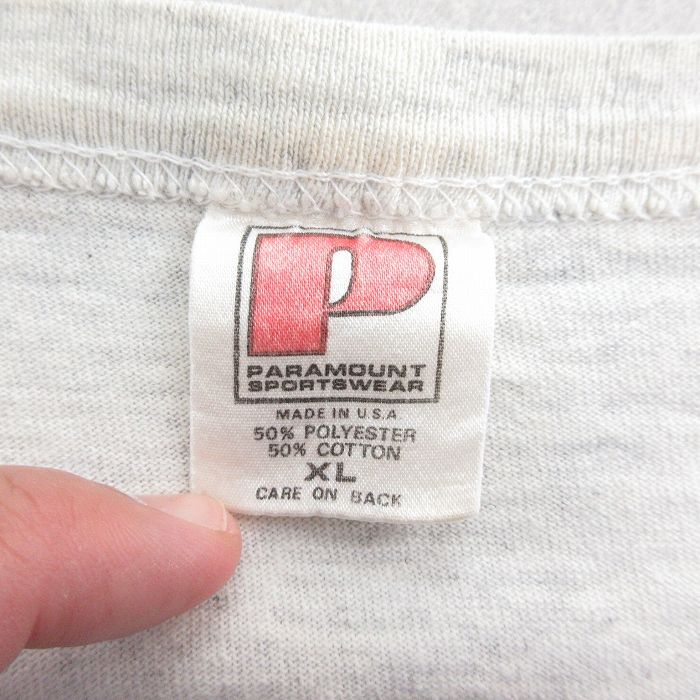 P
PARAMOUNT
SPORTSWEAR
MADE IN U.S.A
50% POLYESTER
50% COTTON
XL
CARE ON BACK